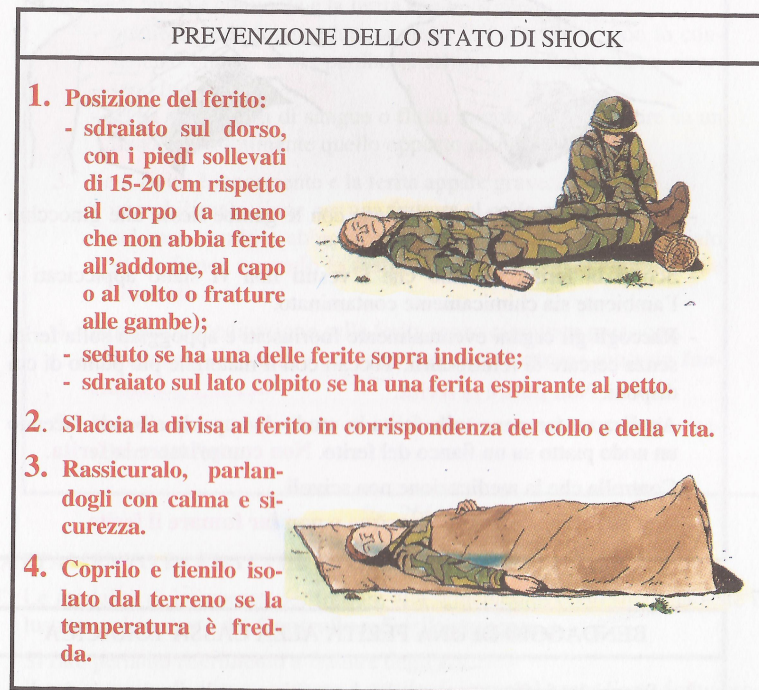 PREVENZIONE DELLO STATO DI SHOCK
1. Posizione del ferito:
- sdraiato sul dorso,
con i piedi sollevati
di 15-20 cm rispetto
al corpo (a meno
che non abbia ferite
all'addome, al capo
o al volto o fratture
alle gambe);
- seduto se ha una delle ferite sopra indicate;
- sdraiato sul lato colpito se ha una ferita espirante al petto.
2. Slaccia la divisa al ferito in corrispondenza del collo e della vita.
3. Rassicuralo, parlan-
dogli con calma e si-
curezza.
4. Coprilo e tienilo iso-
lato dal terreno se la
temperatura è fred-
da.